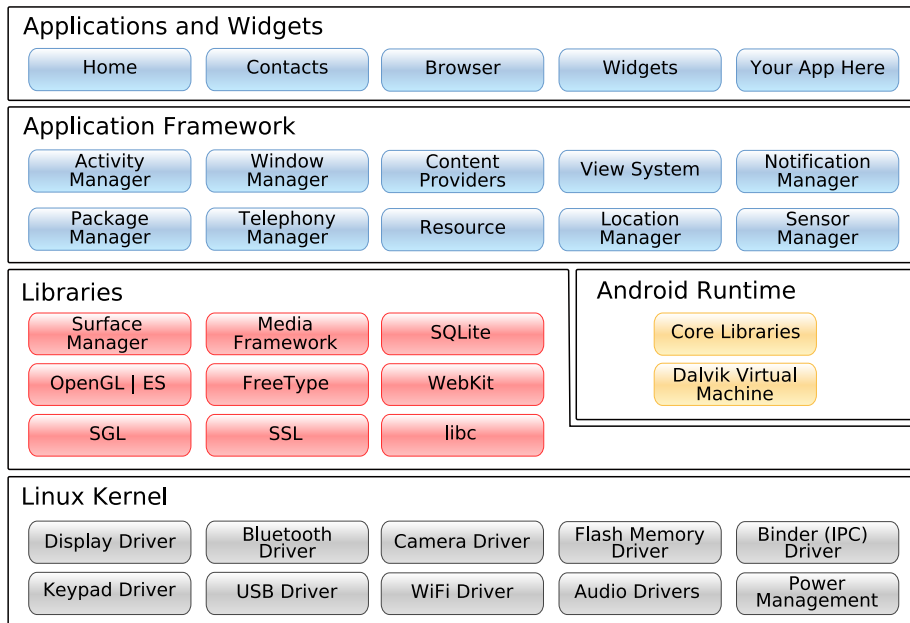 Applications and Widgets
Home
Contacts
Browser
Widgets
Your App Here
Application Framework
Activity
Manager
Window
Manager
Content
Providers
View System
Notification
Manager
Package
Manager
Telephony
Manager
Resource
Location
Manager
Sensor
Manager
Libraries
Surface
Manager
Media
Framework
SQLite
OpenGL | ES
FreeType
WebKit
SGL
SSL
libc
Android Runtime
Core Libraries
Dalvik Virtual
Machine
Linux Kernel
Display Driver
Bluetooth
Driver
Camera Driver
Flash Memory
Driver
Binder (IPC)
Driver
Keypad Driver
USB Driver
WiFi Driver
Audio Drivers
Power
Management